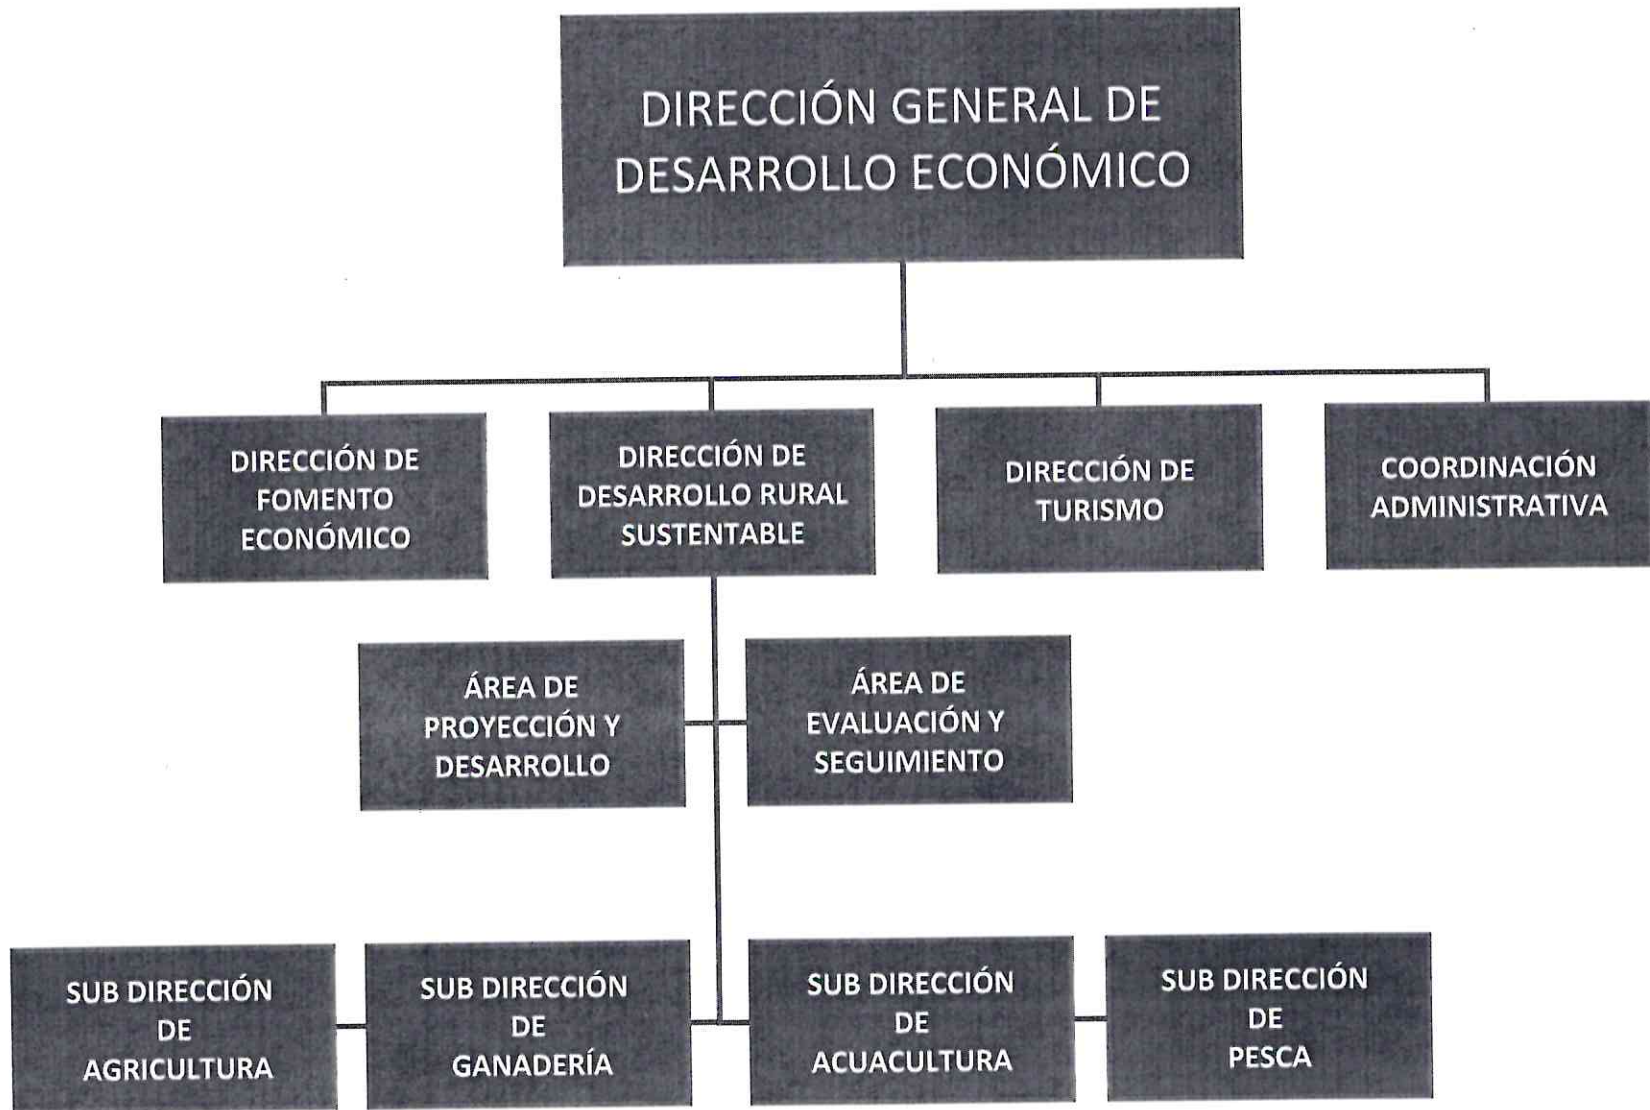 DIRECCIÓN GENERAL DE
DESARROLLO ECONÓMICO
DIRECCIÓN DE
FOMENTO
ECONÓMICO
DIRECCIÓN DE
DESARROLLO RURAL
SUSTENTABLE
DIRECCIÓN DE
TURISMO
COORDINACIÓN
ADMINISTRATIVA
ÁREA DE
PROYECCIÓN Y
DESARROLLO
ÁREA DE
EVALUACIÓN Y
SEGUIMIENTO
SUB DIRECCIÓN
DE
AGRICULTURA
SUB DIRECCIÓN
DE
GANADERÍA
SUB DIRECCIÓN
DE
ACUACULTURA
SUB DIRECCIÓN
DE
PESCA